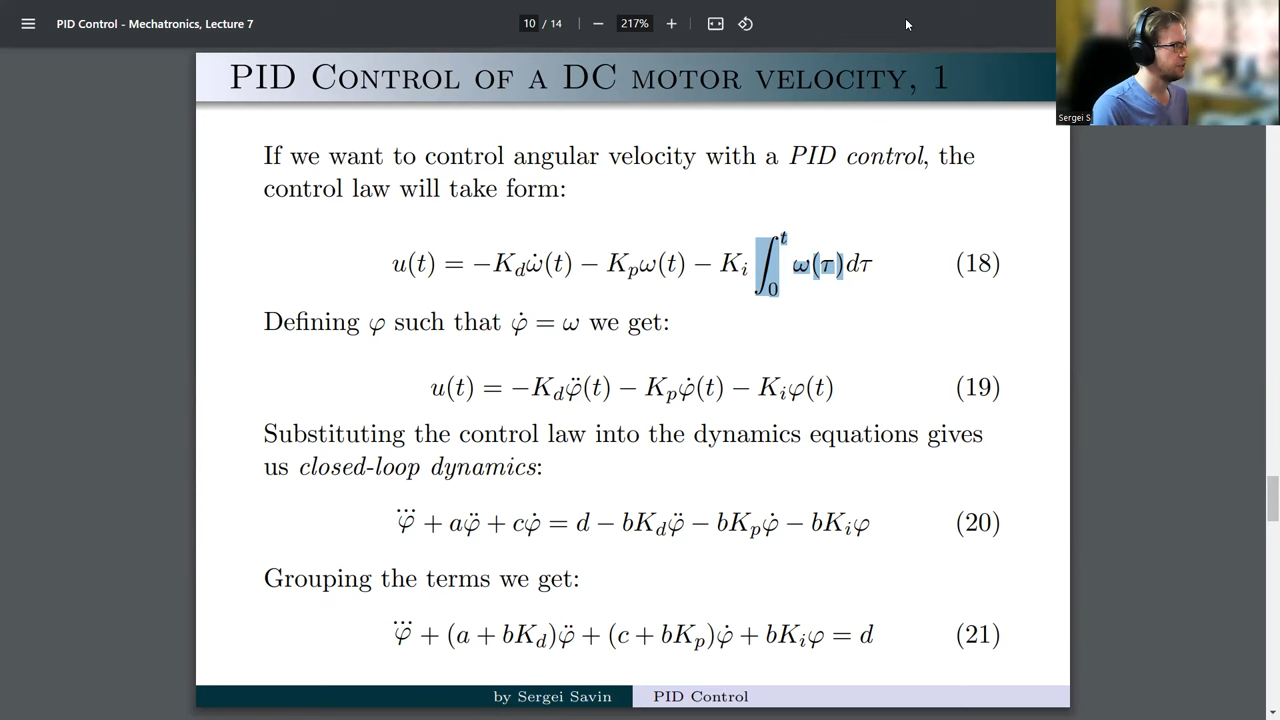 PID Control - Mechatronics, Lecture 7
10 / 14
217%
Sergei S
PID Control of a DC motor velocity, 1
If we want to control angular velocity with a PID control, the
control law will take form:
u(t) = −K_d ω̇(t) − K_p ω(t) − K_i ∫₀ᵗ ω(τ)dτ (18)
Defining φ such that φ̇ = ω we get:
u(t) = −K_d φ̈(t) − K_p φ̇(t) − K_i φ(t) (19)
Substituting the control law into the dynamics equations gives
us closed-loop dynamics:
φ⃛ + aφ̈ + cφ̇ = d − bK_d φ̈ − bK_p φ̇ − bK_i φ (20)
Grouping the terms we get:
φ⃛ + (a + bK_d)φ̈ + (c + bK_p)φ̇ + bK_i φ = d (21)
by Sergei Savin PID Control